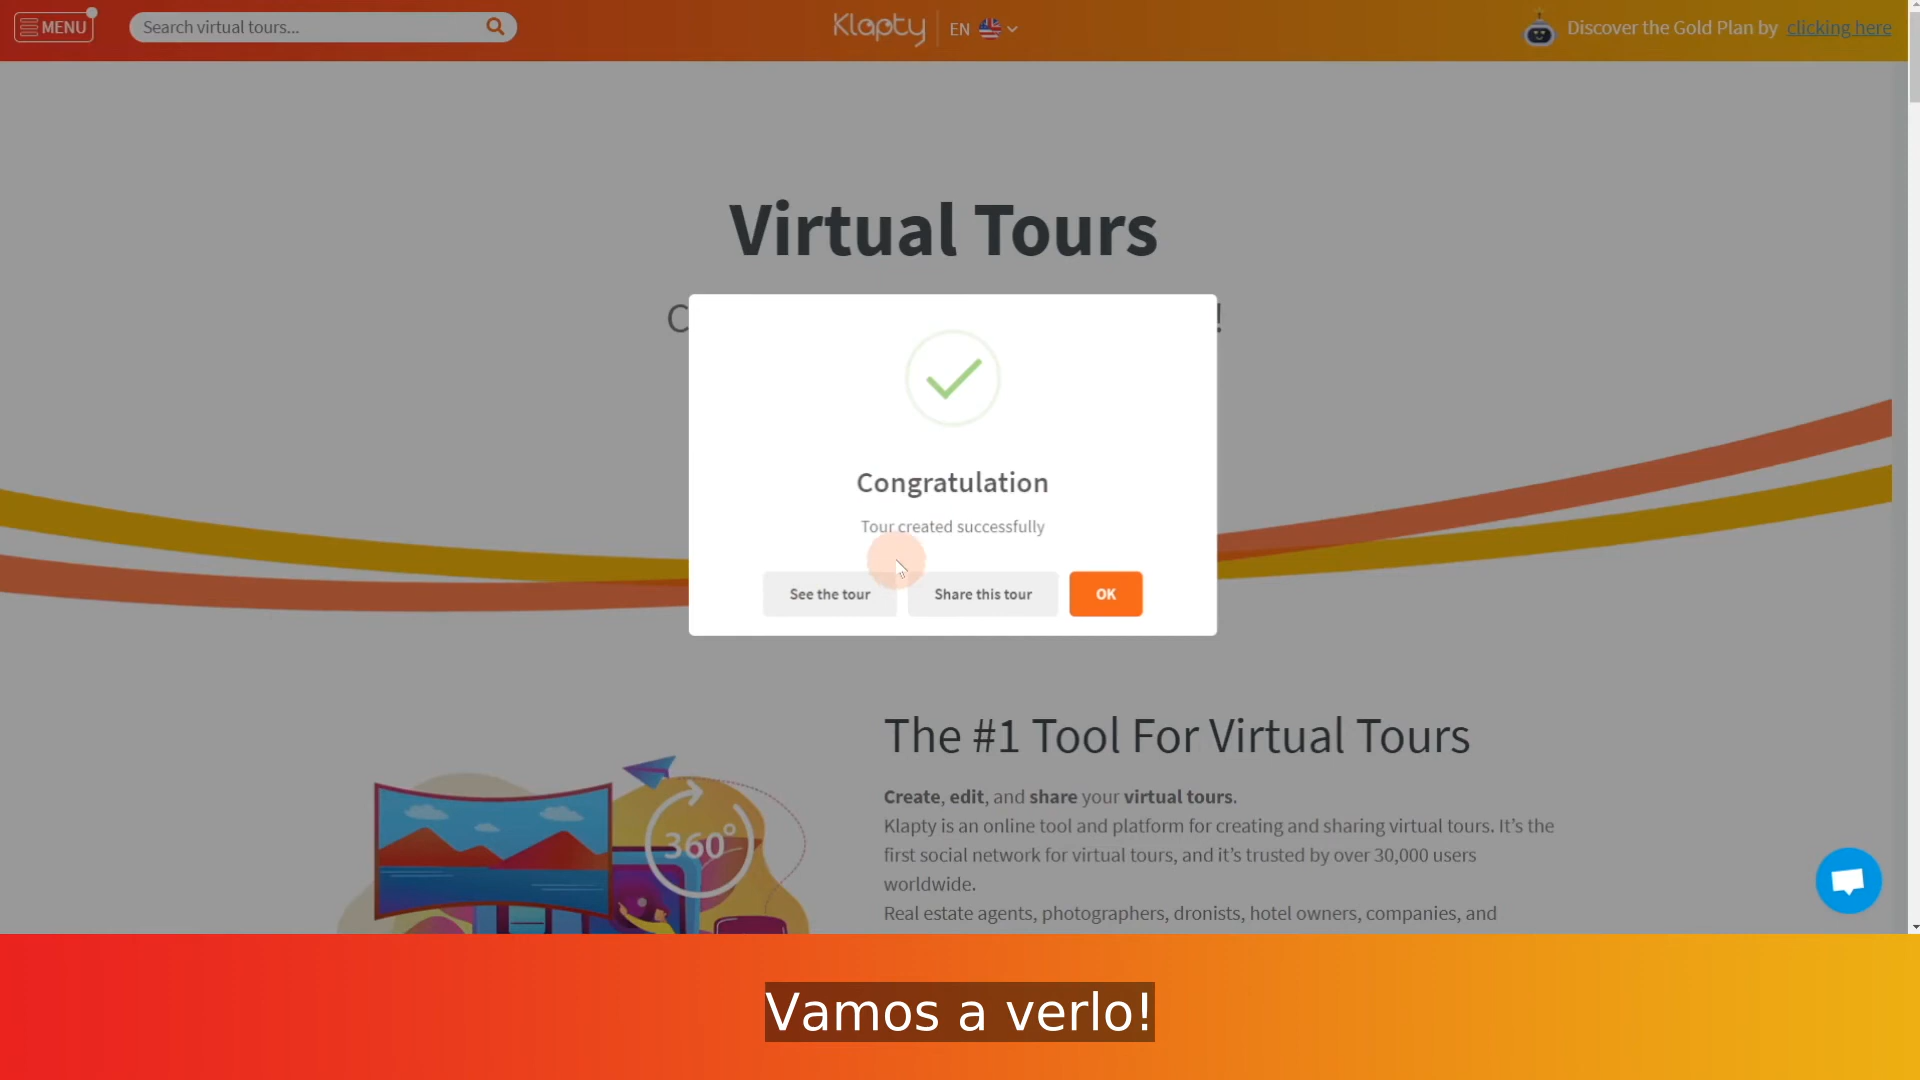 MENU
Search virtual tours...
Klapty
EN
Discover the Gold Plan by clicking here
Virtual Tours
C !
Congratulation
Tour created successfully
See the tour
Share this tour
OK
The #1 Tool For Virtual Tours
360°
Create, edit, and share your virtual tours.
Klapty is an online tool and platform for creating and sharing virtual tours. It's the
first social network for virtual tours, and it's trusted by over 30,000 users
worldwide.
Real estate agents, photographers, dronists, hotel owners, companies, and
Vamos a verlo!